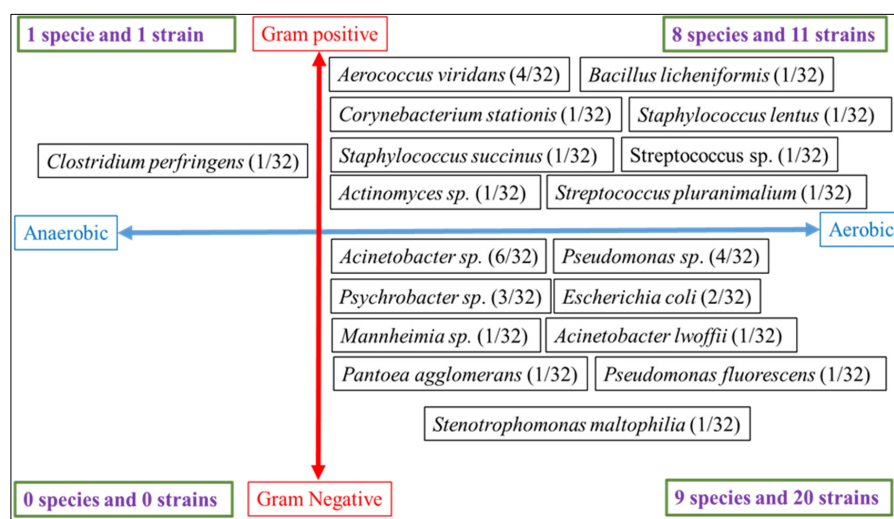 1 specie and 1 strain
Gram positive
8 species and 11 strains
Aerococcus viridans (4/32)
Bacillus licheniformis (1/32)
Corynebacterium stationis (1/32)
Staphylococcus lentus (1/32)
Clostridium perfringens (1/32)
Staphylococcus succinus (1/32)
Streptococcus sp. (1/32)
Actinomyces sp. (1/32)
Streptococcus pluranimalium (1/32)
Anaerobic
Aerobic
Acinetobacter sp. (6/32)
Pseudomonas sp. (4/32)
Psychrobacter sp. (3/32)
Escherichia coli (2/32)
Mannheimia sp. (1/32)
Acinetobacter lwoffii (1/32)
Pantoea agglomerans (1/32)
Pseudomonas fluorescens (1/32)
Stenotrophomonas maltophilia (1/32)
0 species and 0 strains
Gram Negative
9 species and 20 strains